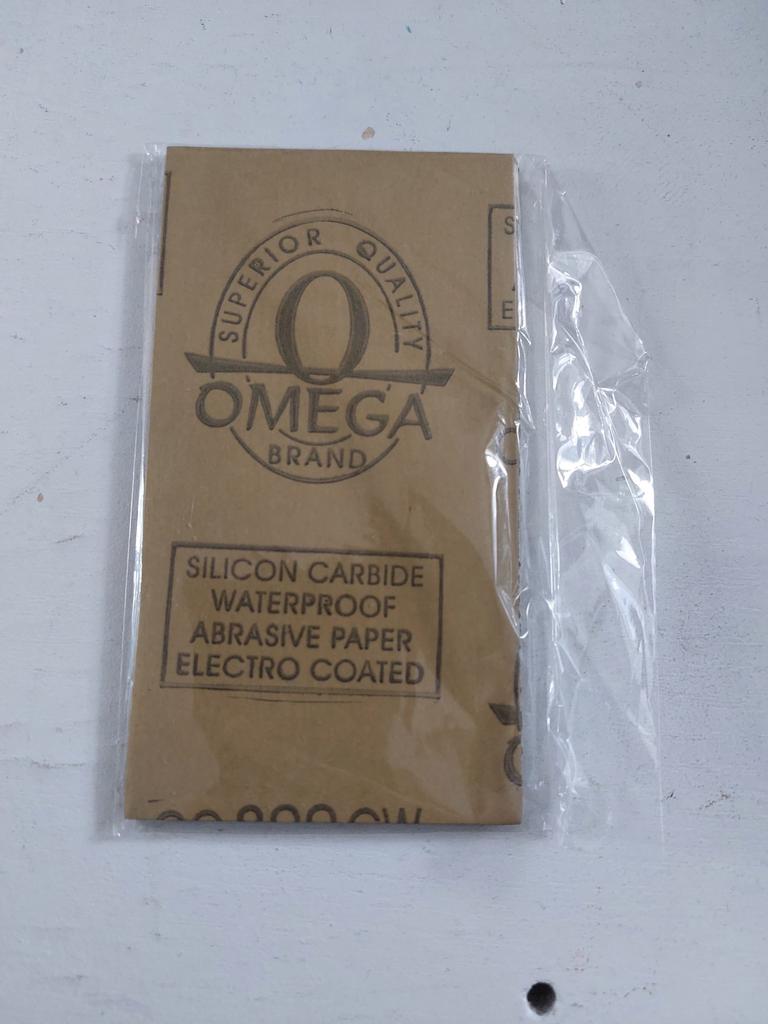 SUPERIOR QUALITY
O
OMEGA
BRAND
SILICON CARBIDE
WATERPROOF
ABRASIVE PAPER
ELECTRO COATED
S
E
O